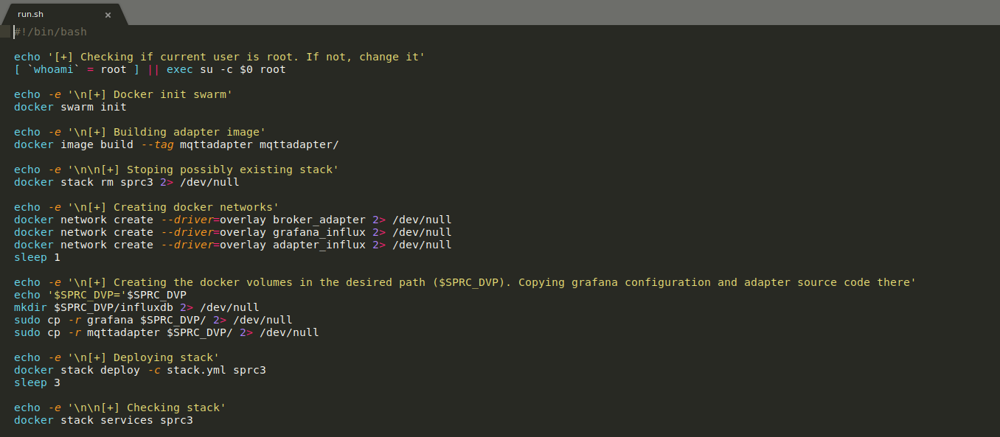 run.sh ×
#!/bin/bash
echo '[+] Checking if current user is root. If not, change it'
[ `whoami` = root ] || exec su -c $0 root
echo -e '\n[+] Docker init swarm'
docker swarm init
echo -e '\n[+] Building adapter image'
docker image build --tag mqttadapter mqttadapter/
echo -e '\n\n[+] Stoping possibly existing stack'
docker stack rm sprc3 2> /dev/null
echo -e '\n[+] Creating docker networks'
docker network create --driver=overlay broker_adapter 2> /dev/null
docker network create --driver=overlay grafana_influx 2> /dev/null
docker network create --driver=overlay adapter_influx 2> /dev/null
sleep 1
echo -e '\n[+] Creating the docker volumes in the desired path ($SPRC_DVP). Copying grafana configuration and adapter source code there'
echo '$SPRC_DVP='$SPRC_DVP
mkdir $SPRC_DVP/influxdb 2> /dev/null
sudo cp -r grafana $SPRC_DVP/ 2> /dev/null
sudo cp -r mqttadapter $SPRC_DVP/ 2> /dev/null
echo -e '\n[+] Deploying stack'
docker stack deploy -c stack.yml sprc3
sleep 3
echo -e '\n\n[+] Checking stack'
docker stack services sprc3